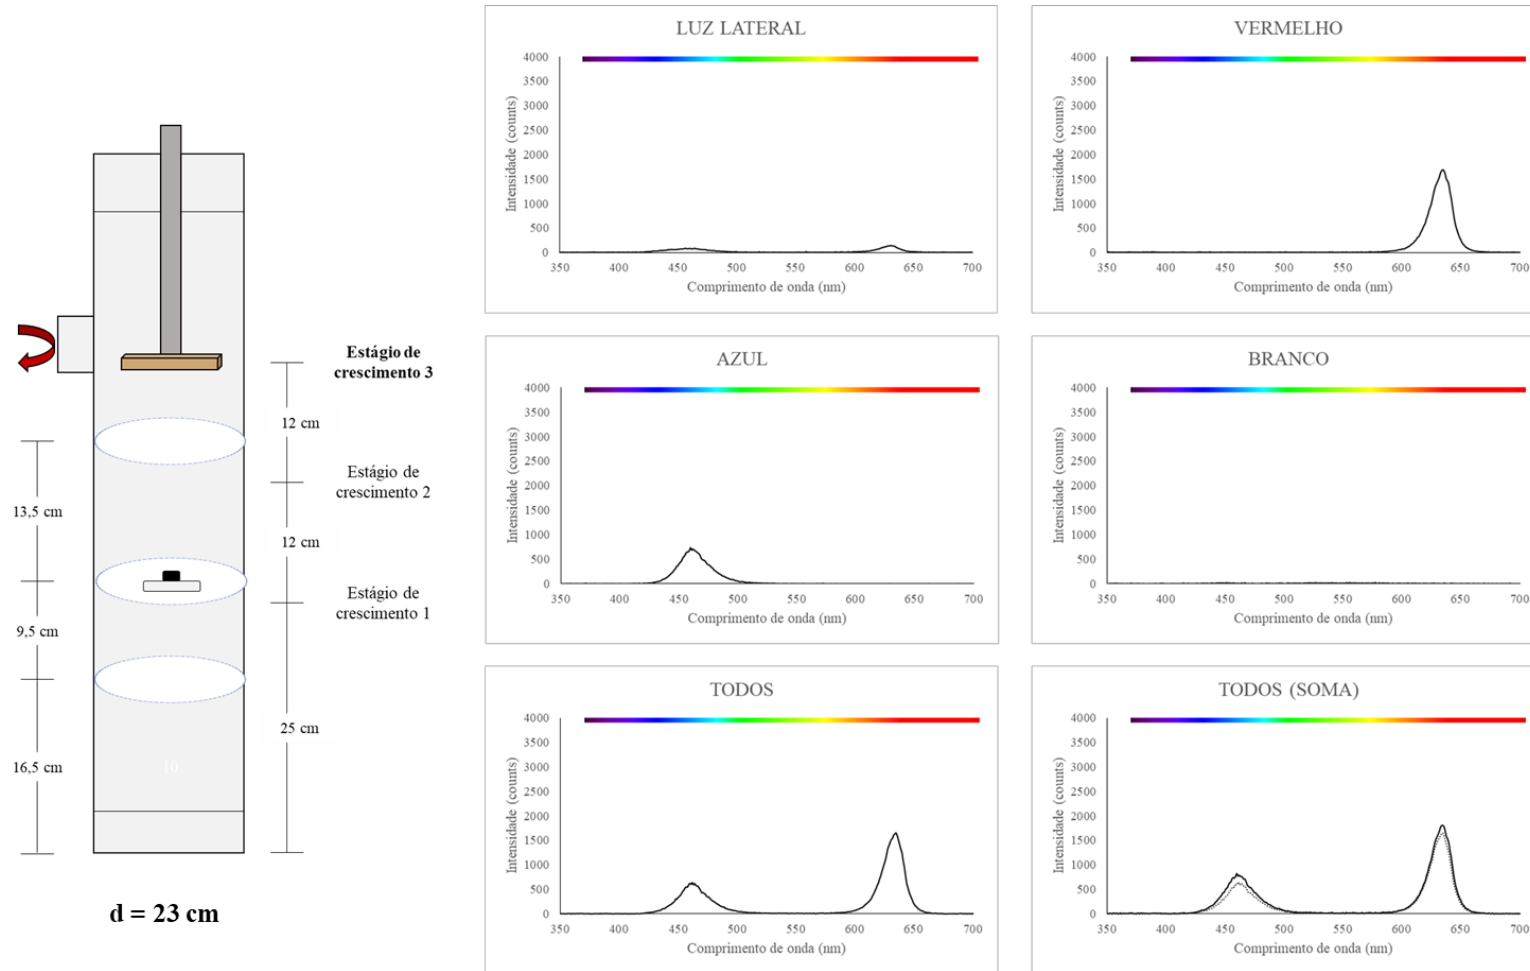 Estágio de
crescimento 3
12 cm
Estágio de
crescimento 2
13,5 cm
12 cm
Estágio de
crescimento 1
9,5 cm
25 cm
16,5 cm
10
d = 23 cm
LUZ LATERAL
Intensidade (counts)
4000
3500
3000
2500
2000
1500
1000
500
0
350 400 450 500 550 600 650 700
Comprimento de onda (nm)
VERMELHO
Intensidade (counts)
4000
3500
3000
2500
2000
1500
1000
500
0
350 400 450 500 550 600 650 700
Comprimento de onda (nm)
AZUL
Intensidade (counts)
4000
3500
3000
2500
2000
1500
1000
500
0
350 400 450 500 550 600 650 700
Comprimento de onda (nm)
BRANCO
Intensidade (counts)
4000
3500
3000
2500
2000
1500
1000
500
0
350 400 450 500 550 600 650 700
Comprimento de onda (nm)
TODOS
Intensidade (counts)
4000
3500
3000
2500
2000
1500
1000
500
0
350 400 450 500 550 600 650 700
Comprimento de onda (nm)
TODOS (SOMA)
Intensidade (counts)
4000
3500
3000
2500
2000
1500
1000
500
0
350 400 450 500 550 600 650 700
Comprimento de onda (nm)